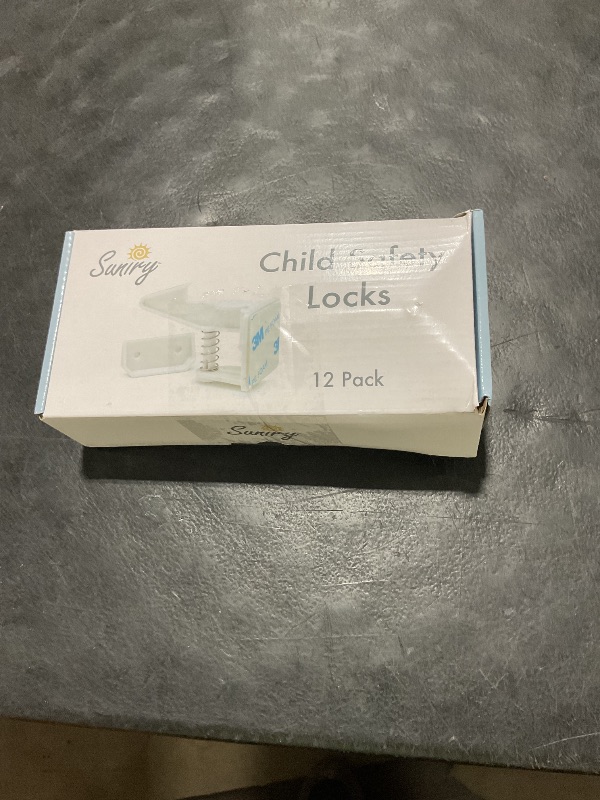 Suniry
Child Safety
Locks
3M
12 Pack
Suniry